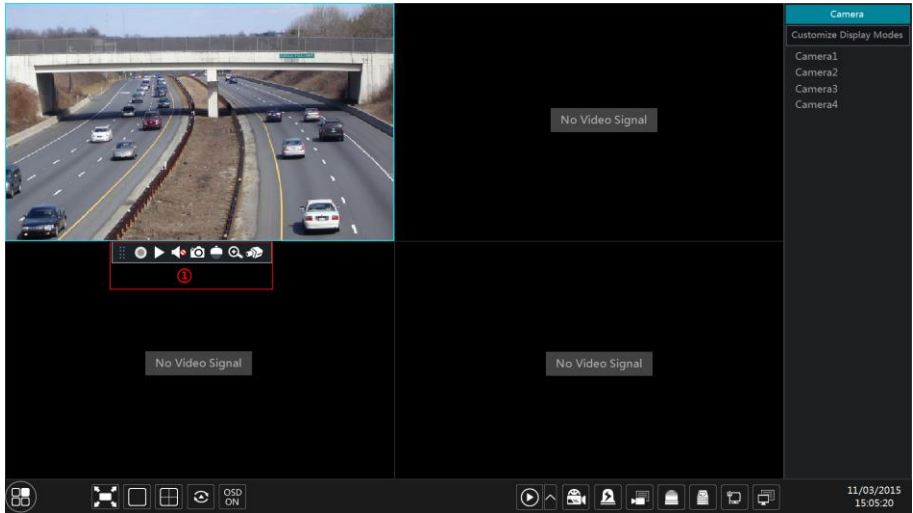 Camera
Customize Display Modes
Camera1
Camera2
Camera3
Camera4
No Video Signal
①
No Video Signal
No Video Signal
OSD
ON
11/03/2015
15:05:20